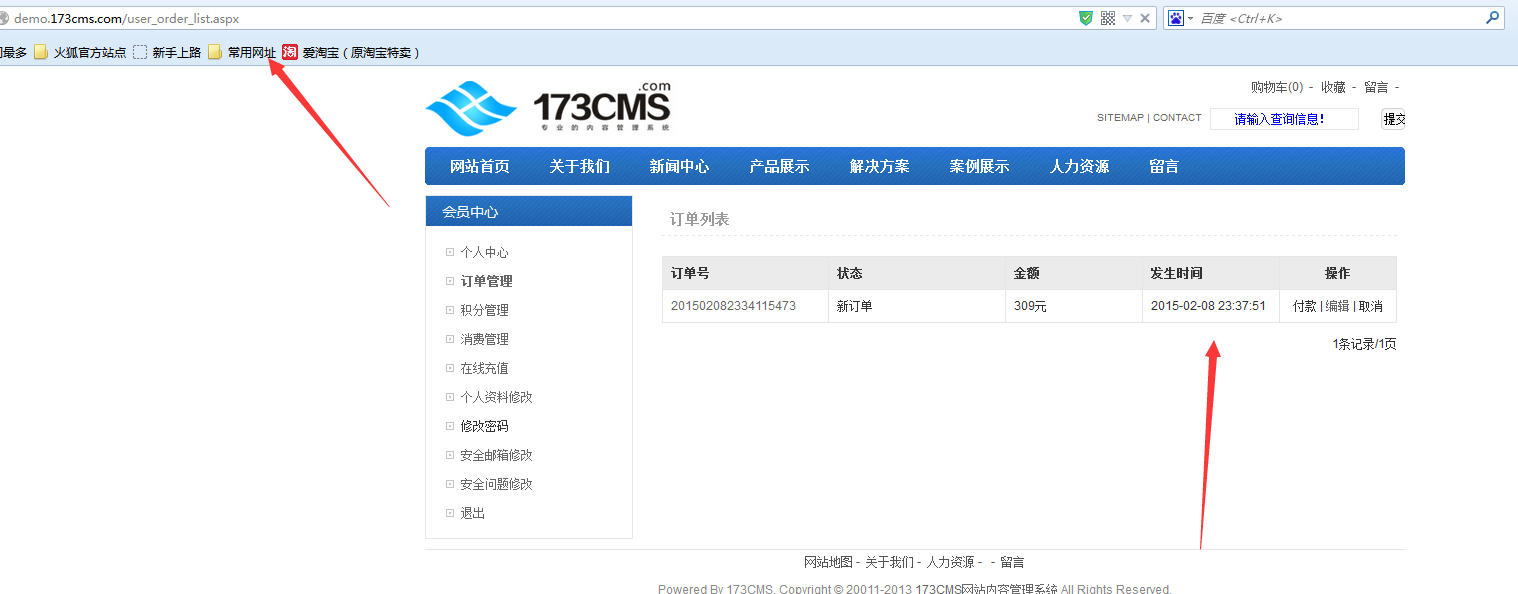 demo.173cms.com/user_order_list.aspx 百度 <Ctrl+K>
问最多 火狐官方站点 新手上路 常用网址 淘 爱淘宝（原淘宝特卖）
173CMS.com
专业的内容管理系统
购物车(0) - 收藏 - 留言 -
SITEMAP | CONTACT 请输入查询信息! 提交
网站首页 关于我们 新闻中心 产品展示 解决方案 案例展示 人力资源 留言
会员中心
个人中心
订单管理
积分管理
消费管理
在线充值
个人资料修改
修改密码
安全邮箱修改
安全问题修改
退出
订单列表
订单号 状态 金额 发生时间 操作
201502082334115473 新订单 309元 2015-02-08 23:37:51 付款 | 编辑 | 取消
1条记录/1页
网站地图 - 关于我们 - 人力资源 - - 留言
Powered By 173CMS. Copyright © 20011-2013 173CMS网站内容管理系统 All Rights Reserved.